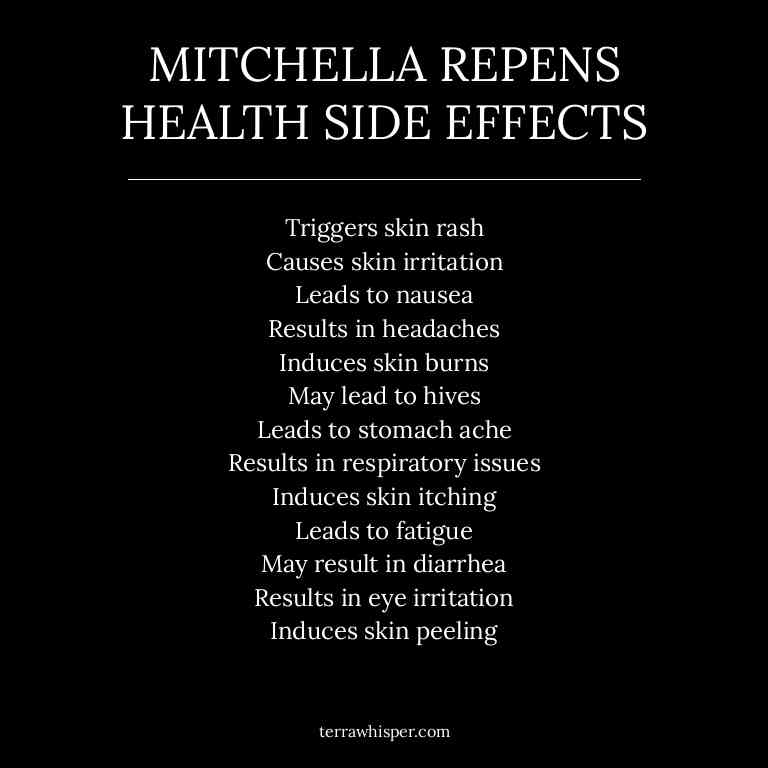 MITCHELLA REPENS
HEALTH SIDE EFFECTS
Triggers skin rash
Causes skin irritation
Leads to nausea
Results in headaches
Induces skin burns
May lead to hives
Leads to stomach ache
Results in respiratory issues
Induces skin itching
Leads to fatigue
May result in diarrhea
Results in eye irritation
Induces skin peeling
terrawhisper.com